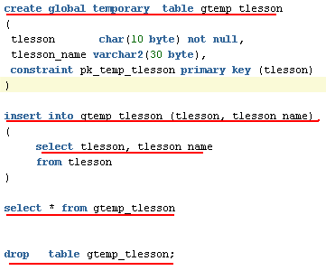 create global temporary table gtemp_tlesson
(
tlesson char(10 byte) not null,
tlesson_name varchar2(30 byte),
constraint pk_temp_tlesson primary key (tlesson)
)
insert into gtemp_tlesson (tlesson, tlesson_name)
(
select tlesson, tlesson_name
from tlesson
)
select * from gtemp_tlesson
drop table gtemp_tlesson;